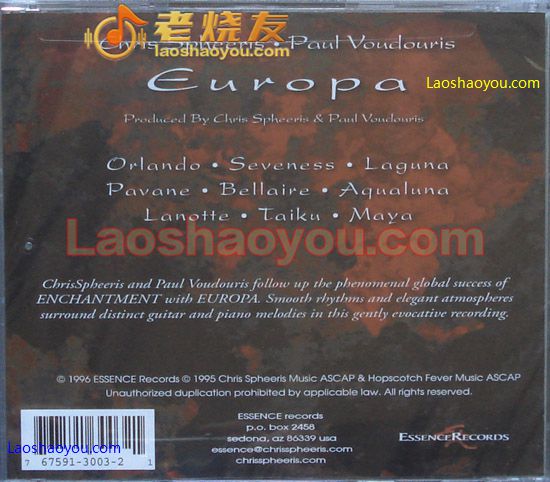 老烧友
laoshaoyou.com
Chris Spheeris • Paul Voudouris
Europa
Laoshaoyou.com
Produced By Chris Spheeris & Paul Voudouris
Orlando • Seveness • Laguna
Pavane • Bellaire • Aqualuna
Lanotte • Taiku • Maya
Laoshaoyou.com
ChrisSpheeris and Paul Voudouris follow up the phenomenal global success of
ENCHANTMENT with EUROPA. Smooth rhythms and elegant atmospheres
surround distinct guitar and piano melodies in this gently evocative recording.
© 1996 ESSENCE Records © 1995 Chris Spheeris Music ASCAP & Hopscotch Fever Music ASCAP
Unauthorized duplication prohibited by applicable law. All rights reserved.
ESSENCE records
p.o. box 2458
sedona, az 86339 usa
essence@chrisspheeris.com
chrisspheeris.com
ESSENCERECORDS
Laoshaoyou.com
7 67591-3003-2 1